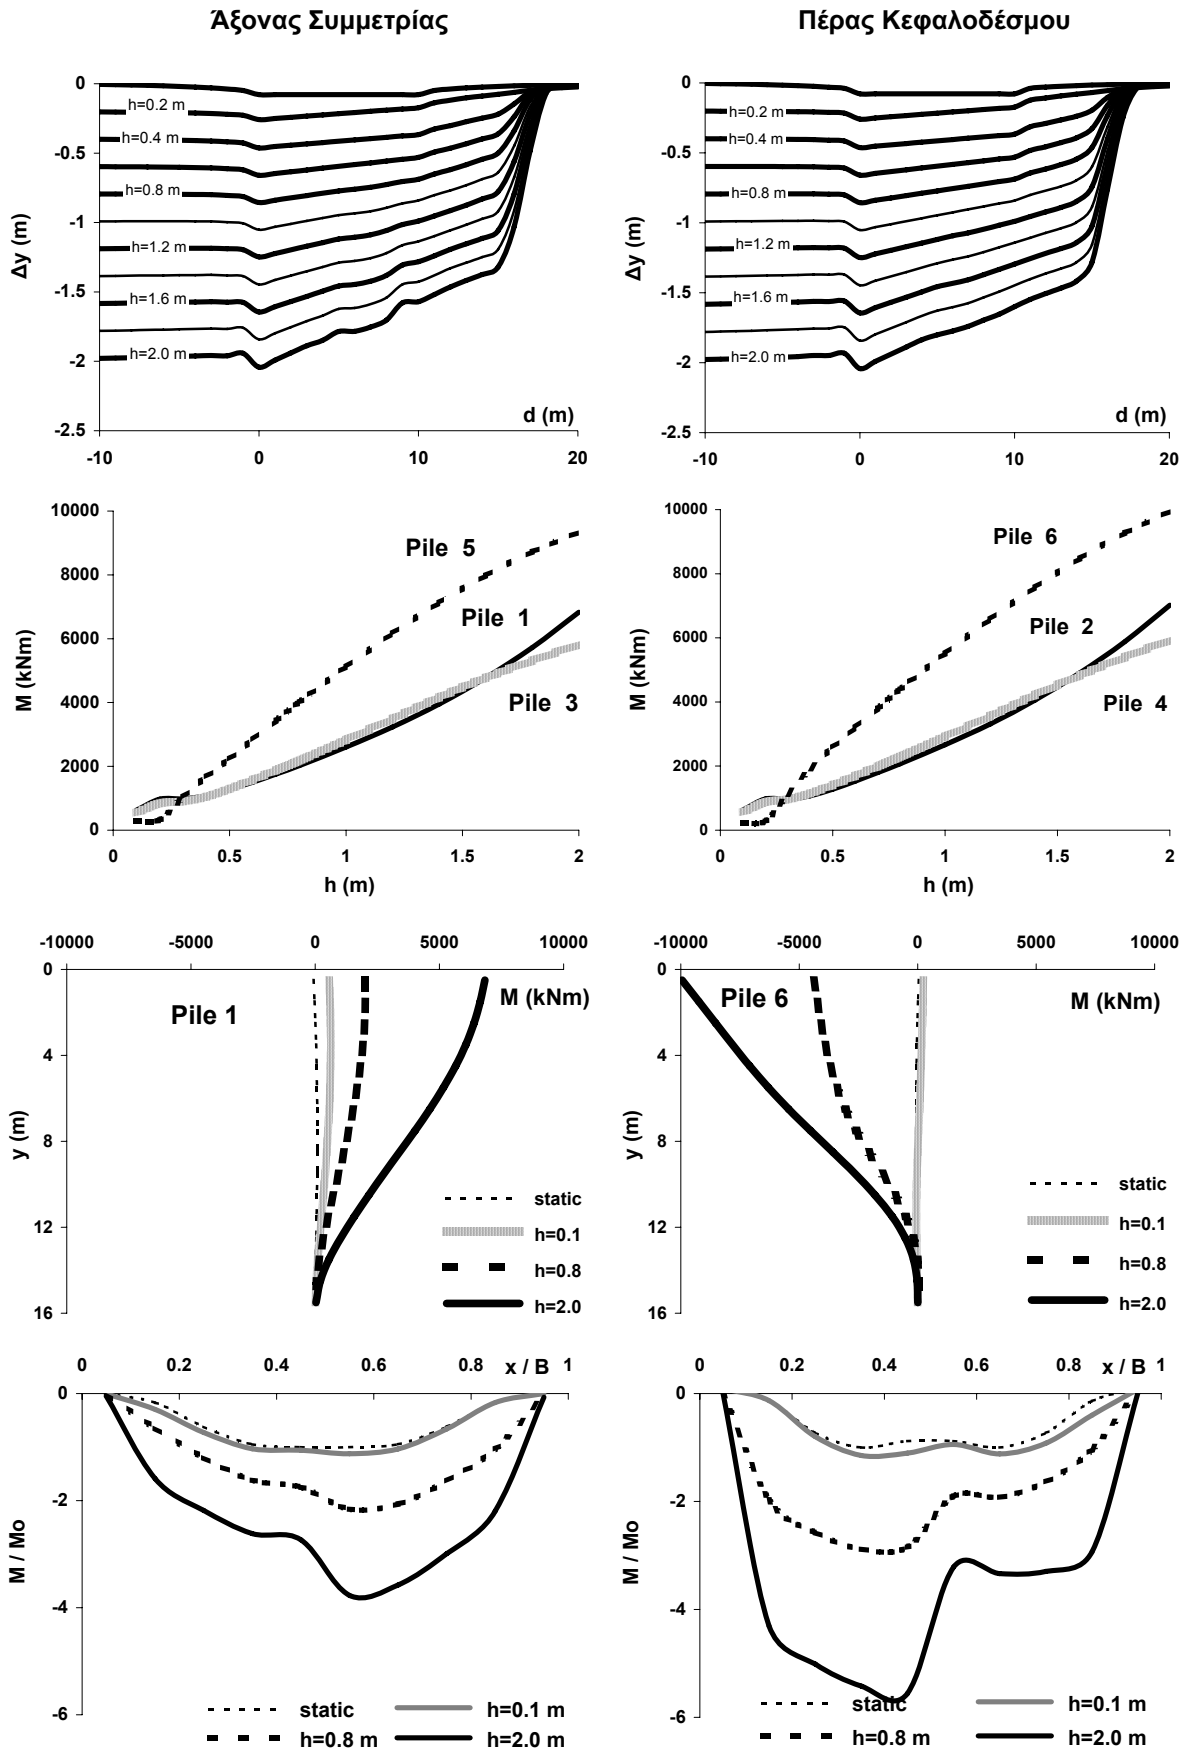 Άξονας Συμμετρίας
Πέρας Κεφαλοδέσμου
0
-0.5
-1
-1.5
-2
-2.5
Δy (m)
h=0.2 m
h=0.4 m
h=0.8 m
h=1.2 m
h=1.6 m
h=2.0 m
d (m)
-10 0 10 20
0
-0.5
-1
-1.5
-2
-2.5
Δy (m)
h=0.2 m
h=0.4 m
h=0.8 m
h=1.2 m
h=1.6 m
h=2.0 m
d (m)
-10 0 10 20
10000
8000
6000
4000
2000
0
M (kNm)
Pile 5
Pile 1
Pile 3
0 0.5 1 1.5 2
h (m)
10000
8000
6000
4000
2000
0
M (kNm)
Pile 6
Pile 2
Pile 4
0 0.5 1 1.5 2
h (m)
-10000 -5000 0 5000 10000
0
4
8
12
16
y (m)
Pile 1
M (kNm)
static
h=0.1
h=0.8
h=2.0
-10000 -5000 0 5000 10000
0
4
8
12
16
y (m)
Pile 6
M (kNm)
static
h=0.1
h=0.8
h=2.0
0 0.2 0.4 0.6 0.8 x / B 1
0
-2
-4
-6
M / Mo
static
h=0.1 m
h=0.8 m
h=2.0 m
0 0.2 0.4 0.6 0.8 x / B 1
0
-2
-4
-6
M / Mo
static
h=0.1 m
h=0.8 m
h=2.0 m